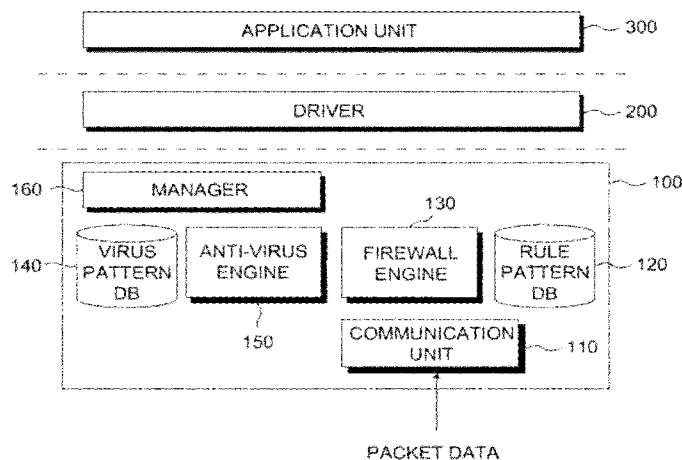 APPLICATION UNIT
300
DRIVER
200
160
MANAGER
100
130
140
VIRUS
PATTERN
DB
ANTI-VIRUS
ENGINE
FIREWALL
ENGINE
RULE
PATTERN
DB
120
150
COMMUNICATION
UNIT
110
PACKET DATA